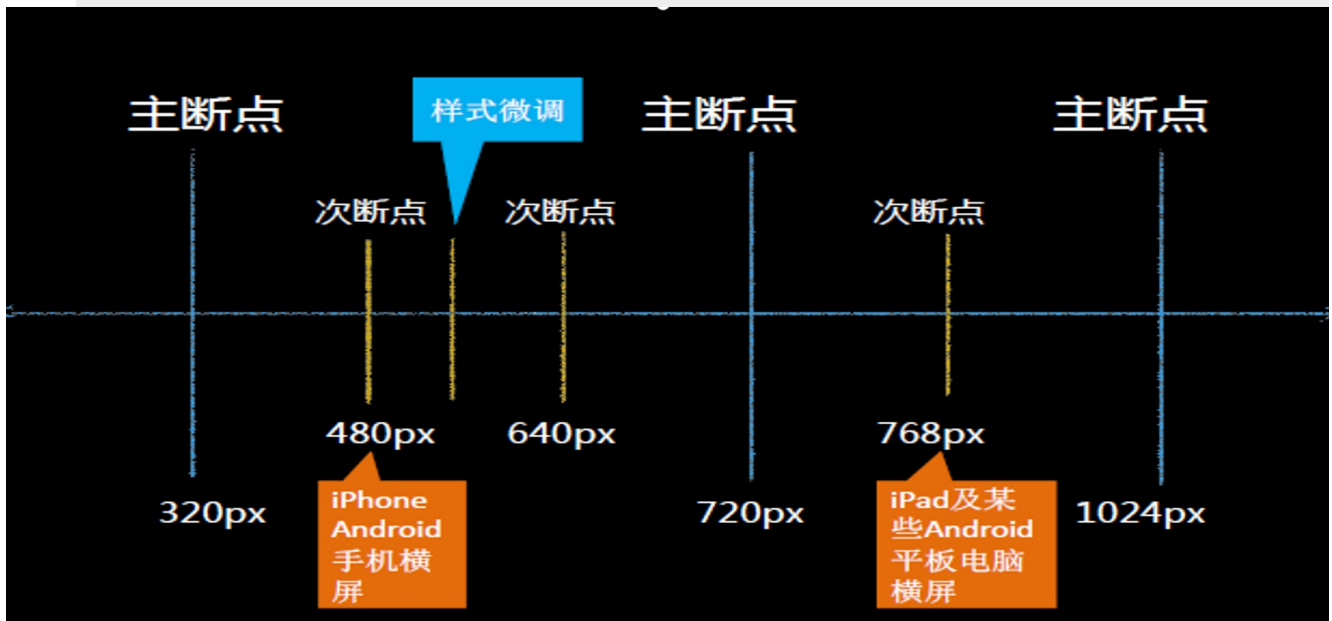 主断点
样式微调
主断点
主断点
次断点
次断点
次断点
480px
640px
768px
320px
iPhone
Android
手机横
屏
720px
iPad及某
些Android
平板电脑
横屏
1024px